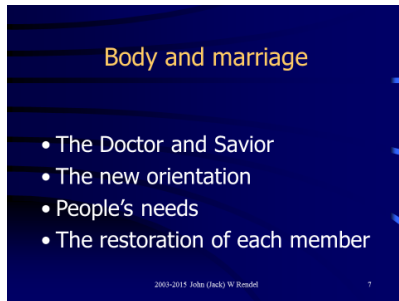 Body and marriage
• The Doctor and Savior
• The new orientation
• People's needs
• The restoration of each member
2003-2015 John (Jack) W Rendel
7